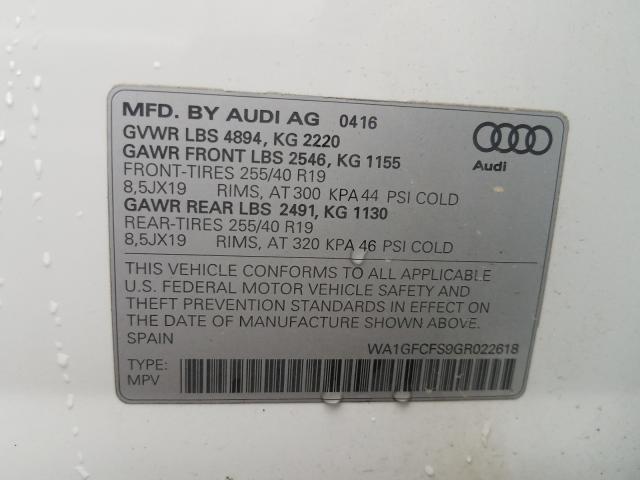 MFD. BY AUDI AG 0416
GVWR LBS 4894, KG 2220
GAWR FRONT LBS 2546, KG 1155
FRONT-TIRES 255/40 R19
8,5JX19 RIMS, AT 300 KPA 44 PSI COLD
GAWR REAR LBS 2491, KG 1130
REAR-TIRES 255/40 R19
8,5JX19 RIMS, AT 320 KPA 46 PSI COLD
Audi
THIS VEHICLE CONFORMS TO ALL APPLICABLE
U.S. FEDERAL MOTOR VEHICLE SAFETY AND
THEFT PREVENTION STANDARDS IN EFFECT ON
THE DATE OF MANUFACTURE SHOWN ABOVE.
SPAIN
WA1GFCFS9GR022618
TYPE:
MPV